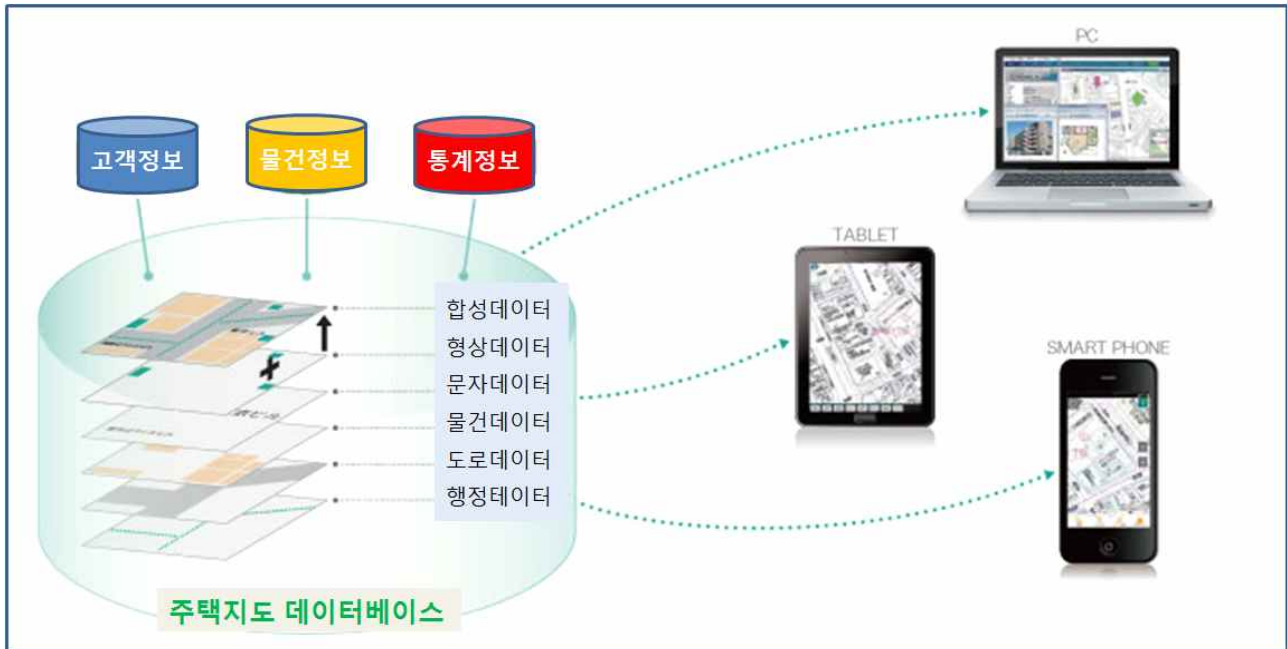 PC
고객정보
물건정보
통계정보
TABLET
합성데이터
형상데이터
문자데이터
물건데이터
도로데이터
행정테이터
SMART PHONE
주택지도 데이터베이스